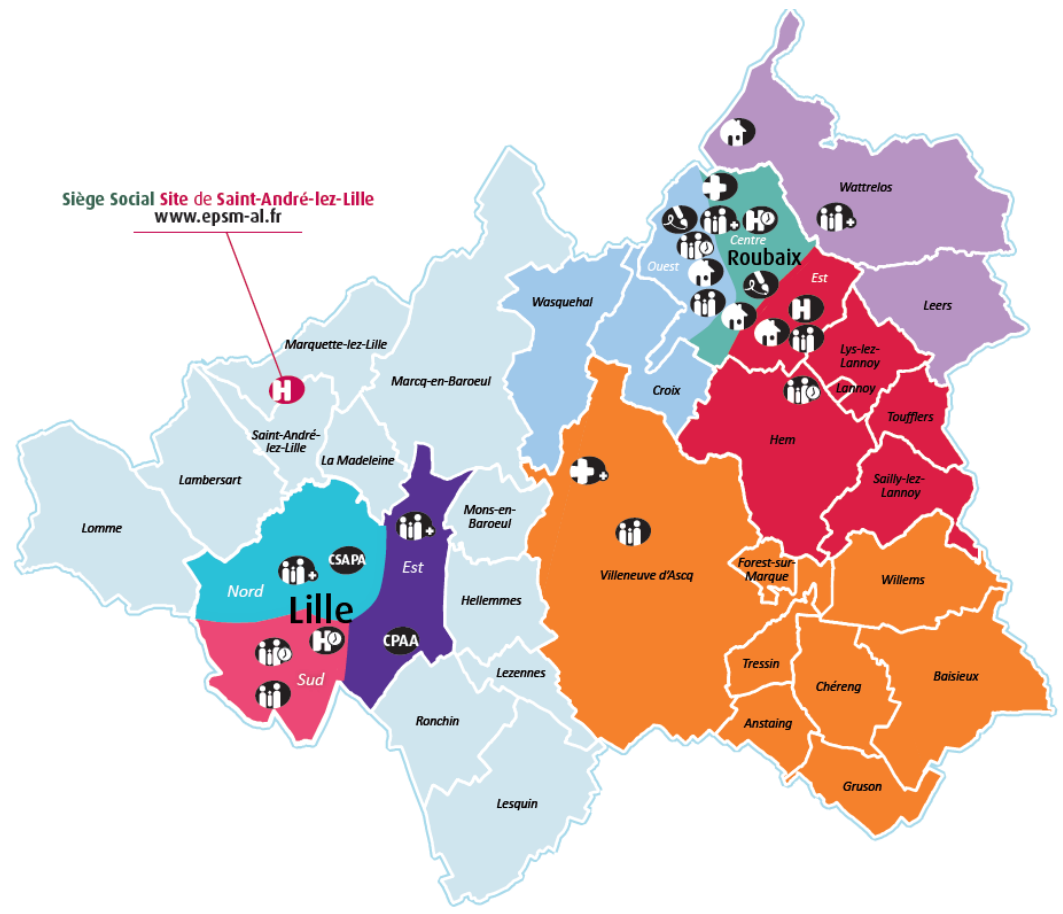 Siège Social Site de Saint-André-lez-Lille
www.epsm-al.fr
Wattrelos
Centre
Roubaix
Ouest
Est
Wasquehal
Leers
Marquette-lez-Lille
Marcq-en-Baroeul
Lys-lez-
Lannoy
Lannoy
Croix
H
H
H
Toufflers
Hem
Saint-André-
lez-Lille
La Madeleine
Sailly-lez-
Lannoy
Lambersart
Lomme
Mons-en-
Baroeul
CSAPA
Est
Nord
Lille
Villeneuve d'Ascq
Forest-sur-
Marque
Willems
Hellemmes
H
CPAA
Sud
Lezennes
Tressin
Chéreng
Baisieux
Ronchin
Anstaing
Gruson
Lesquin